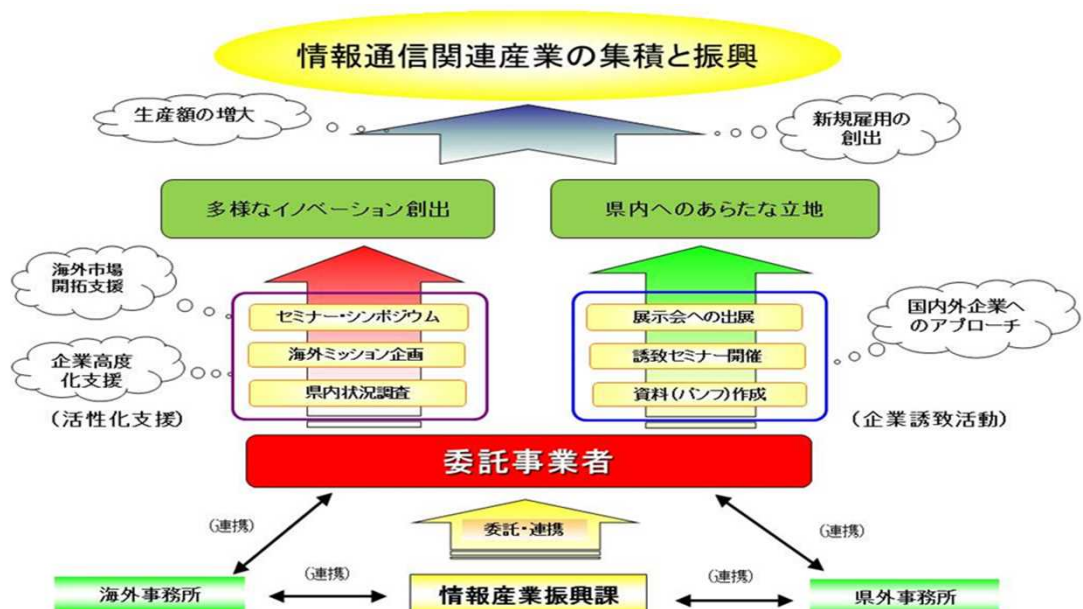 情報通信関連産業の集積と振興
生産額の増大
新規雇用の
創出
多様なイノベーション創出
県内へのあらたな立地
海外市場
開拓支援
国内外企業へ
のアプローチ
セミナー・シンポジウム
展示会への出展
海外ミッション企画
誘致セミナー開催
企業高度
化支援
県内状況調査
資料(パンフ)作成
(活性化支援)
(企業誘致活動)
委託事業者
(連携)
委託・連携
(連携)
海外事務所
(連携)
情報産業振興課
(連携)
県外事務所